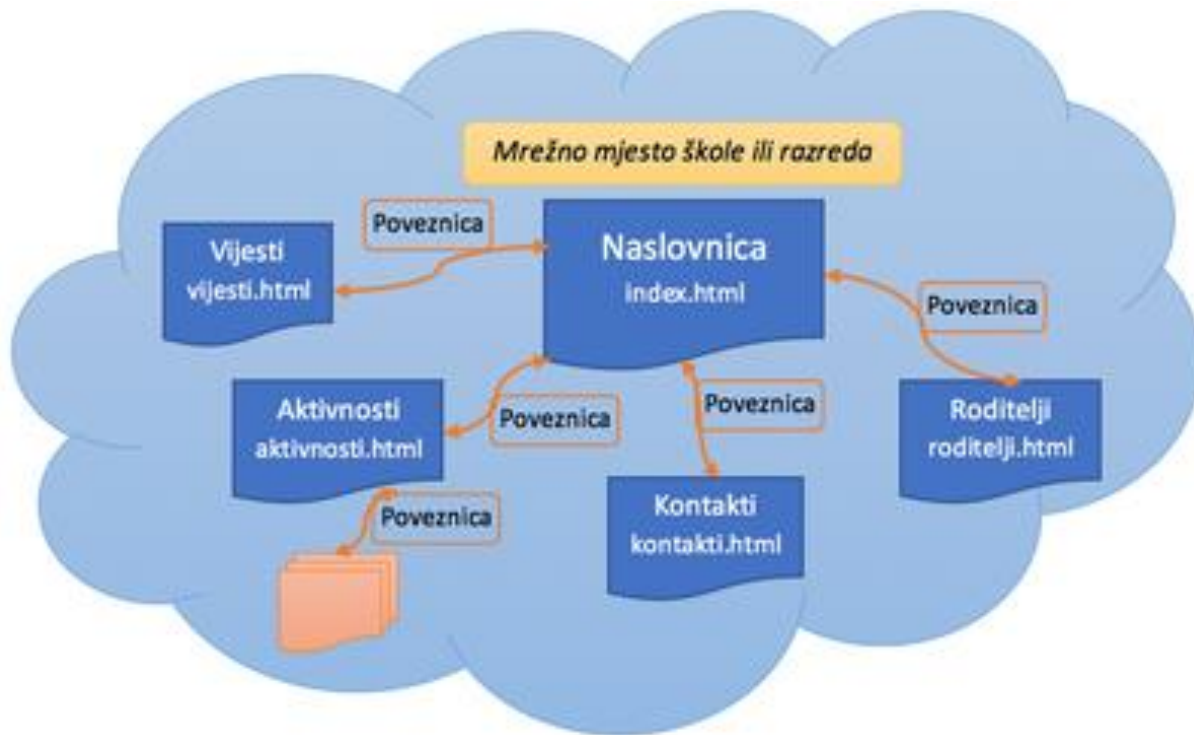 Mrežno mjesto škole ili razreda
Poveznica
Vijesti
vijesti.html
Naslovnica
index.html
Poveznica
Aktivnosti
aktivnosti.html
Poveznica
Poveznica
Roditelji
roditelji.html
Poveznica
Kontakti
kontakti.html